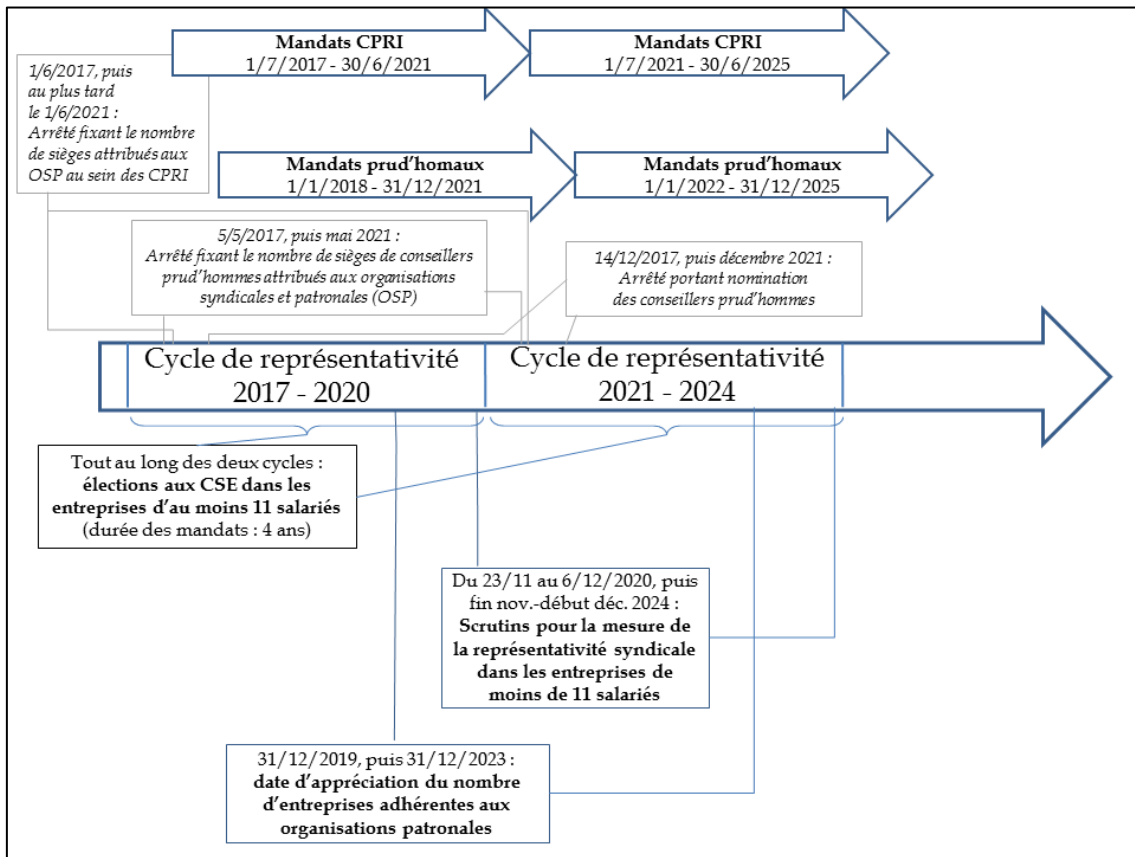 Mandats CPRI
1/7/2017 - 30/6/2021
Mandats CPRI
1/7/2021 - 30/6/2025
1/6/2017, puis
au plus tard
le 1/6/2021 :
Arrêté fixant le nombre
de sièges attribués aux
OSP au sein des CPRI
Mandats prud'homaux
1/1/2018 - 31/12/2021
Mandats prud'homaux
1/1/2022 - 31/12/2025
5/5/2017, puis mai 2021 :
Arrêté fixant le nombre de sièges de conseillers
prud'hommes attribués aux organisations
syndicales et patronales (OSP)
14/12/2017, puis décembre 2021 :
Arrêté portant nomination
des conseillers prud'hommes
Cycle de représentativité
2017 - 2020
Cycle de représentativité
2021 - 2024
Tout au long des deux cycles :
élections aux CSE dans les
entreprises d'au moins 11 salariés
(durée des mandats : 4 ans)
Du 23/11 au 6/12/2020, puis
fin nov.-début déc. 2024 :
Scrutins pour la mesure de
la représentativité syndicale
dans les entreprises de
moins de 11 salariés
31/12/2019, puis 31/12/2023 :
date d'appréciation du nombre
d'entreprises adhérentes aux
organisations patronales